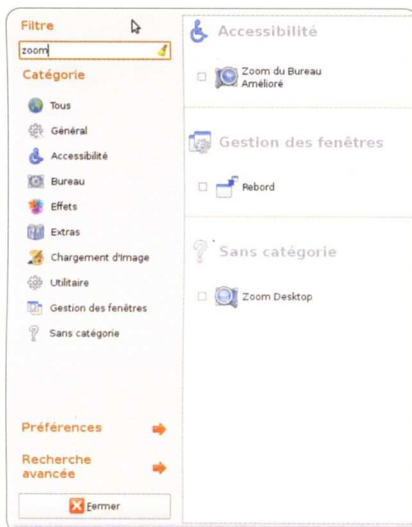 Filtre
zoom
Catégorie
Tous
Général
Accessibilité
Bureau
Effets
Extras
Chargement d'image
Utilitaire
Gestion des fenêtres
Sans catégorie
Préférences
Recherche
avancée
Fermer
Accessibilité
Zoom du Bureau
Amélioré
Gestion des fenêtres
Rebord
Sans catégorie
Zoom Desktop